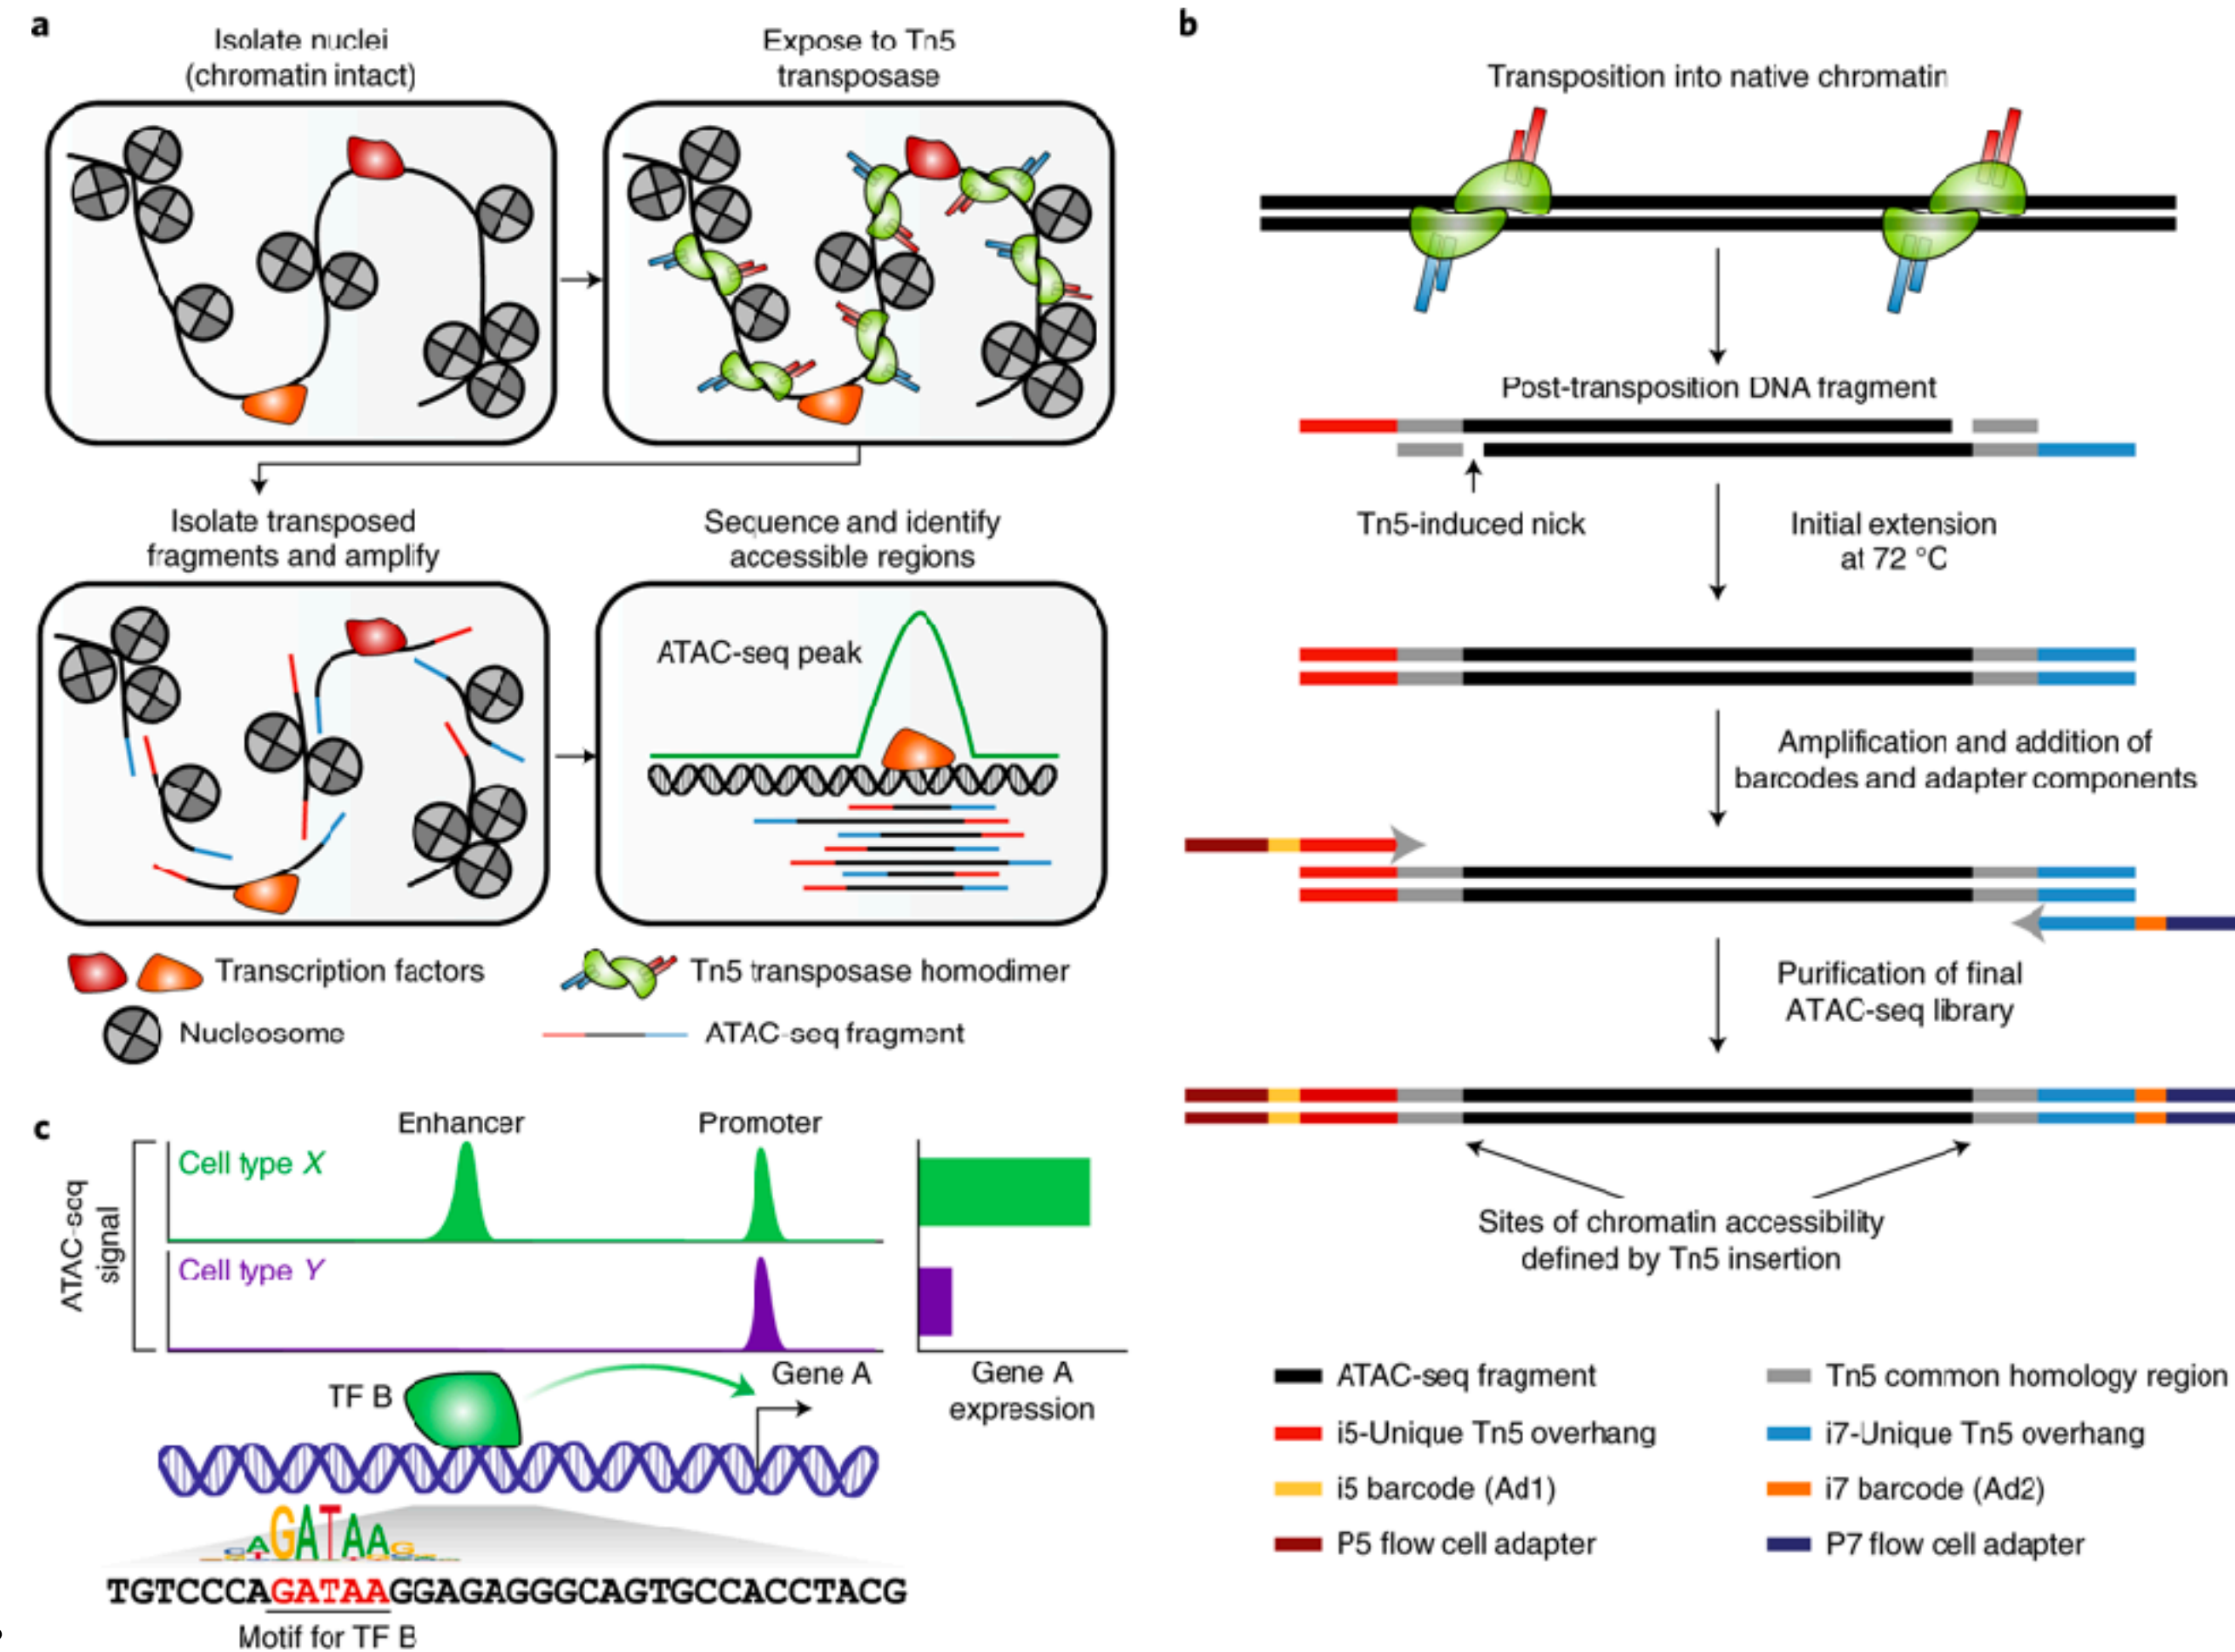 a
Isolate nuclei
(chromatin intact)
Expose to Tn5
transposase
Isolate transposed
fragments and amplify
Sequence and identify
accessible regions
ATAC-seq peak
Transcription factors
Tn5 transposase homodimer
Nucleosome
ATAC-seq fragment
b
Transposition into native chromatin
Post-transposition DNA fragment
Tn5-induced nick
Initial extension
at 72 °C
Amplification and addition of
barcodes and adapter components
Purification of final
ATAC-seq library
Sites of chromatin accessibility
defined by Tn5 insertion
ATAC-seq fragment
Tn5 common homology region
i5-Unique Tn5 overhang
i7-Unique Tn5 overhang
i5 barcode (Ad1)
i7 barcode (Ad2)
P5 flow cell adapter
P7 flow cell adapter
c
Enhancer
Promoter
ATAC-seq
signal
Cell type X
Cell type Y
Gene A
Gene A
expression
TF B
GATAA
TGTCCCAGATAAGGAGAGGGCAGTGCCACCTACG
Motif for TF B